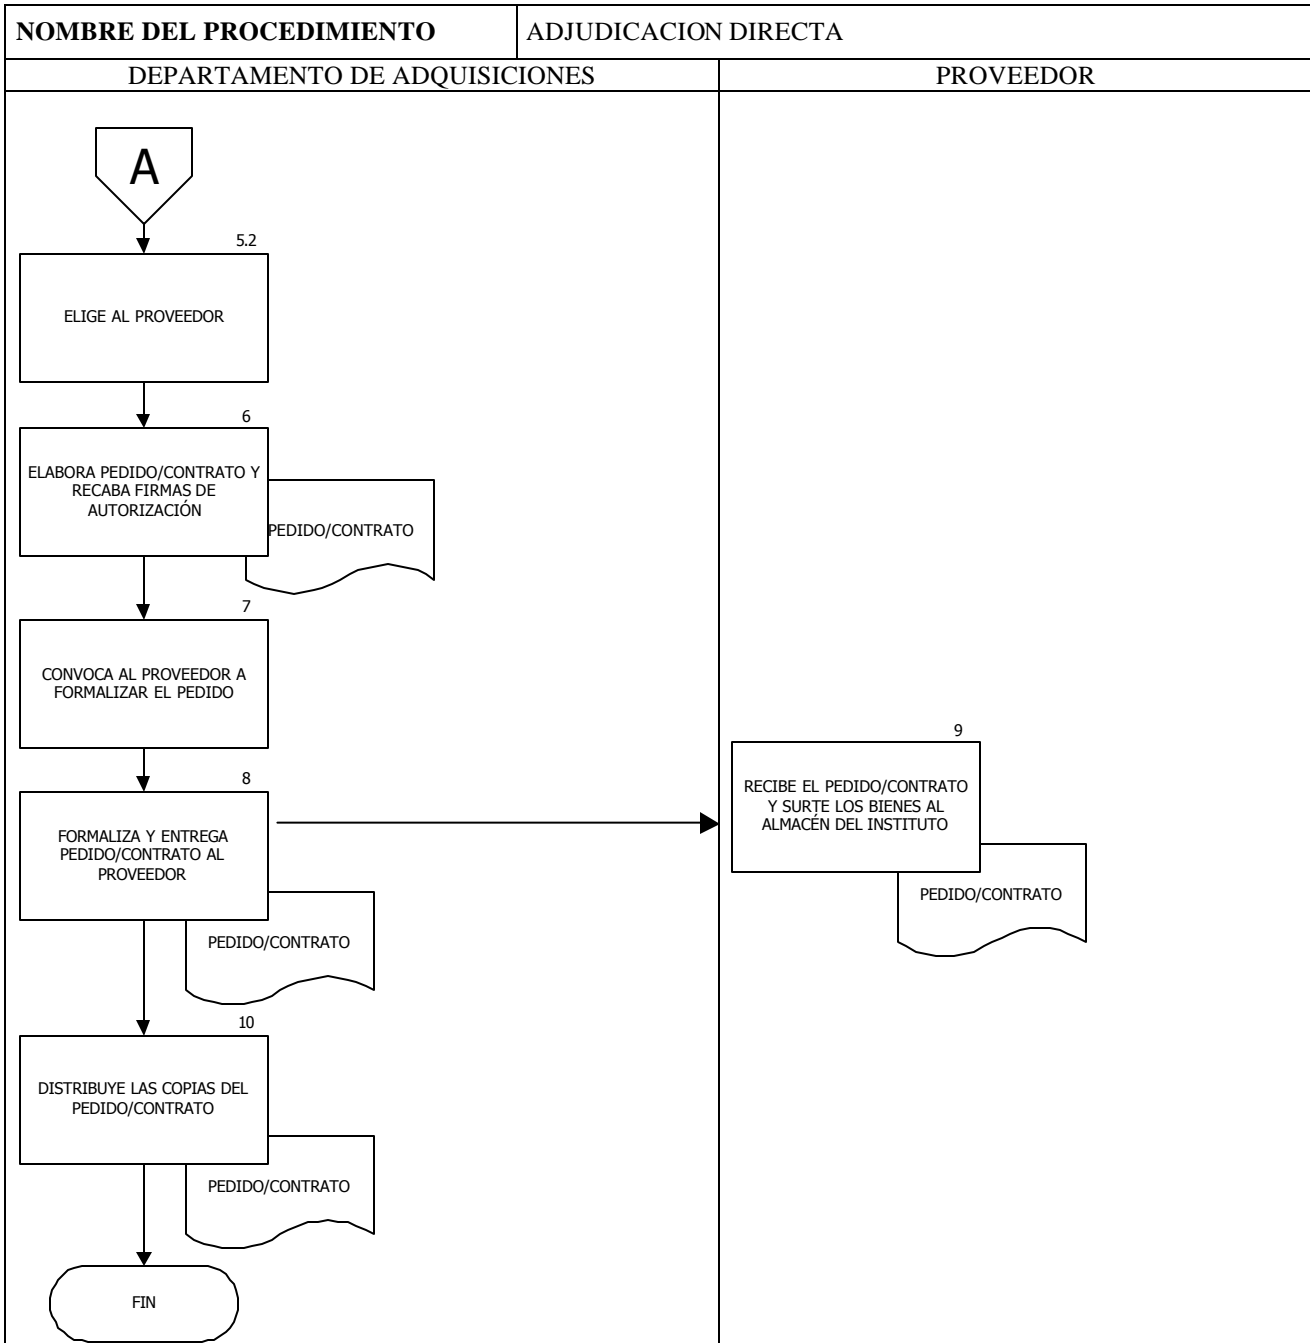 NOMBRE DEL PROCEDIMIENTO
ADJUDICACION DIRECTA
DEPARTAMENTO DE ADQUISICIONES
PROVEEDOR
A
5.2
ELIGE AL PROVEEDOR
6
ELABORA PEDIDO/CONTRATO Y
RECABA FIRMAS DE
AUTORIZACIÓN
PEDIDO/CONTRATO
7
CONVOCA AL PROVEEDOR A
FORMALIZAR EL PEDIDO
8
FORMALIZA Y ENTREGA
PEDIDO/CONTRATO AL
PROVEEDOR
PEDIDO/CONTRATO
9
RECIBE EL PEDIDO/CONTRATO
Y SURTE LOS BIENES AL
ALMACÉN DEL INSTITUTO
PEDIDO/CONTRATO
10
DISTRIBUYE LAS COPIAS DEL
PEDIDO/CONTRATO
PEDIDO/CONTRATO
FIN